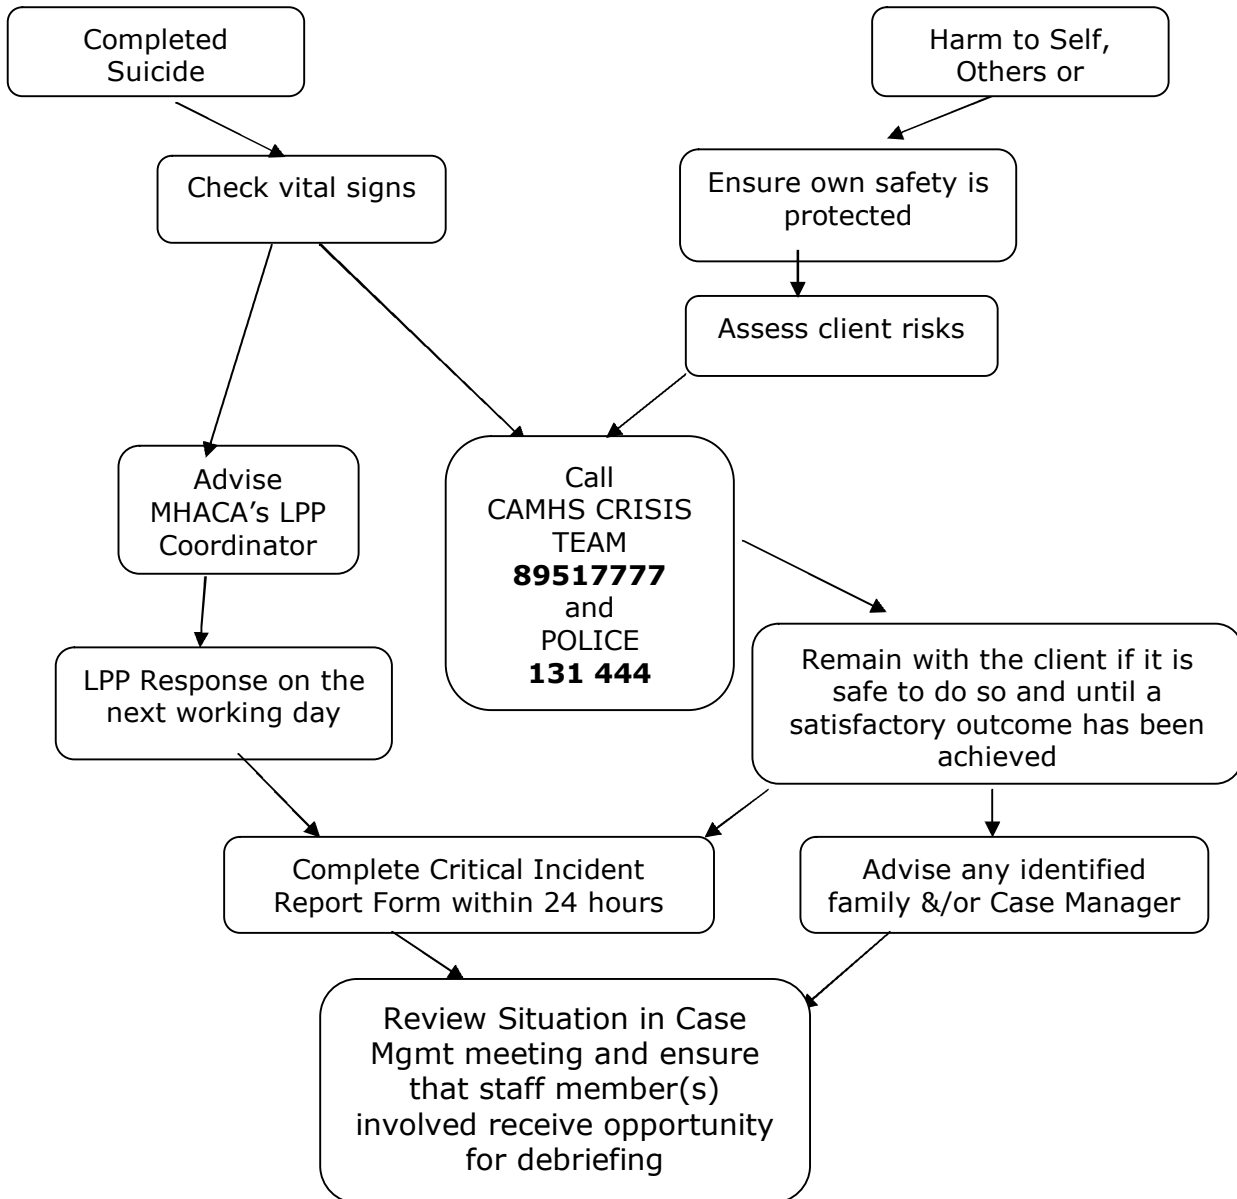 Completed
Suicide
Harm to Self,
Others or
Check vital signs
Ensure own safety is
protected
Assess client risks
Advise
MHACA’s LPP
Coordinator
Call
CAMHS CRISIS
TEAM
89517777
and
POLICE
131 444
LPP Response on the
next working day
Remain with the client if it is
safe to do so and until a
satisfactory outcome has been
achieved
Complete Critical Incident
Report Form within 24 hours
Advise any identified
family &/or Case Manager
Review Situation in Case
Mgmt meeting and ensure
that staff member(s)
involved receive opportunity
for debriefing